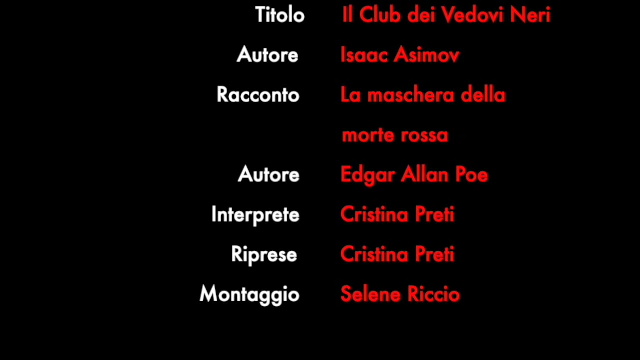 Titolo Il Club dei Vedovi Neri
Autore Isaac Asimov
Racconto La maschera della
morte rossa
Autore Edgar Allan Poe
Interprete Cristina Preti
Riprese Cristina Preti
Montaggio Selene Riccio